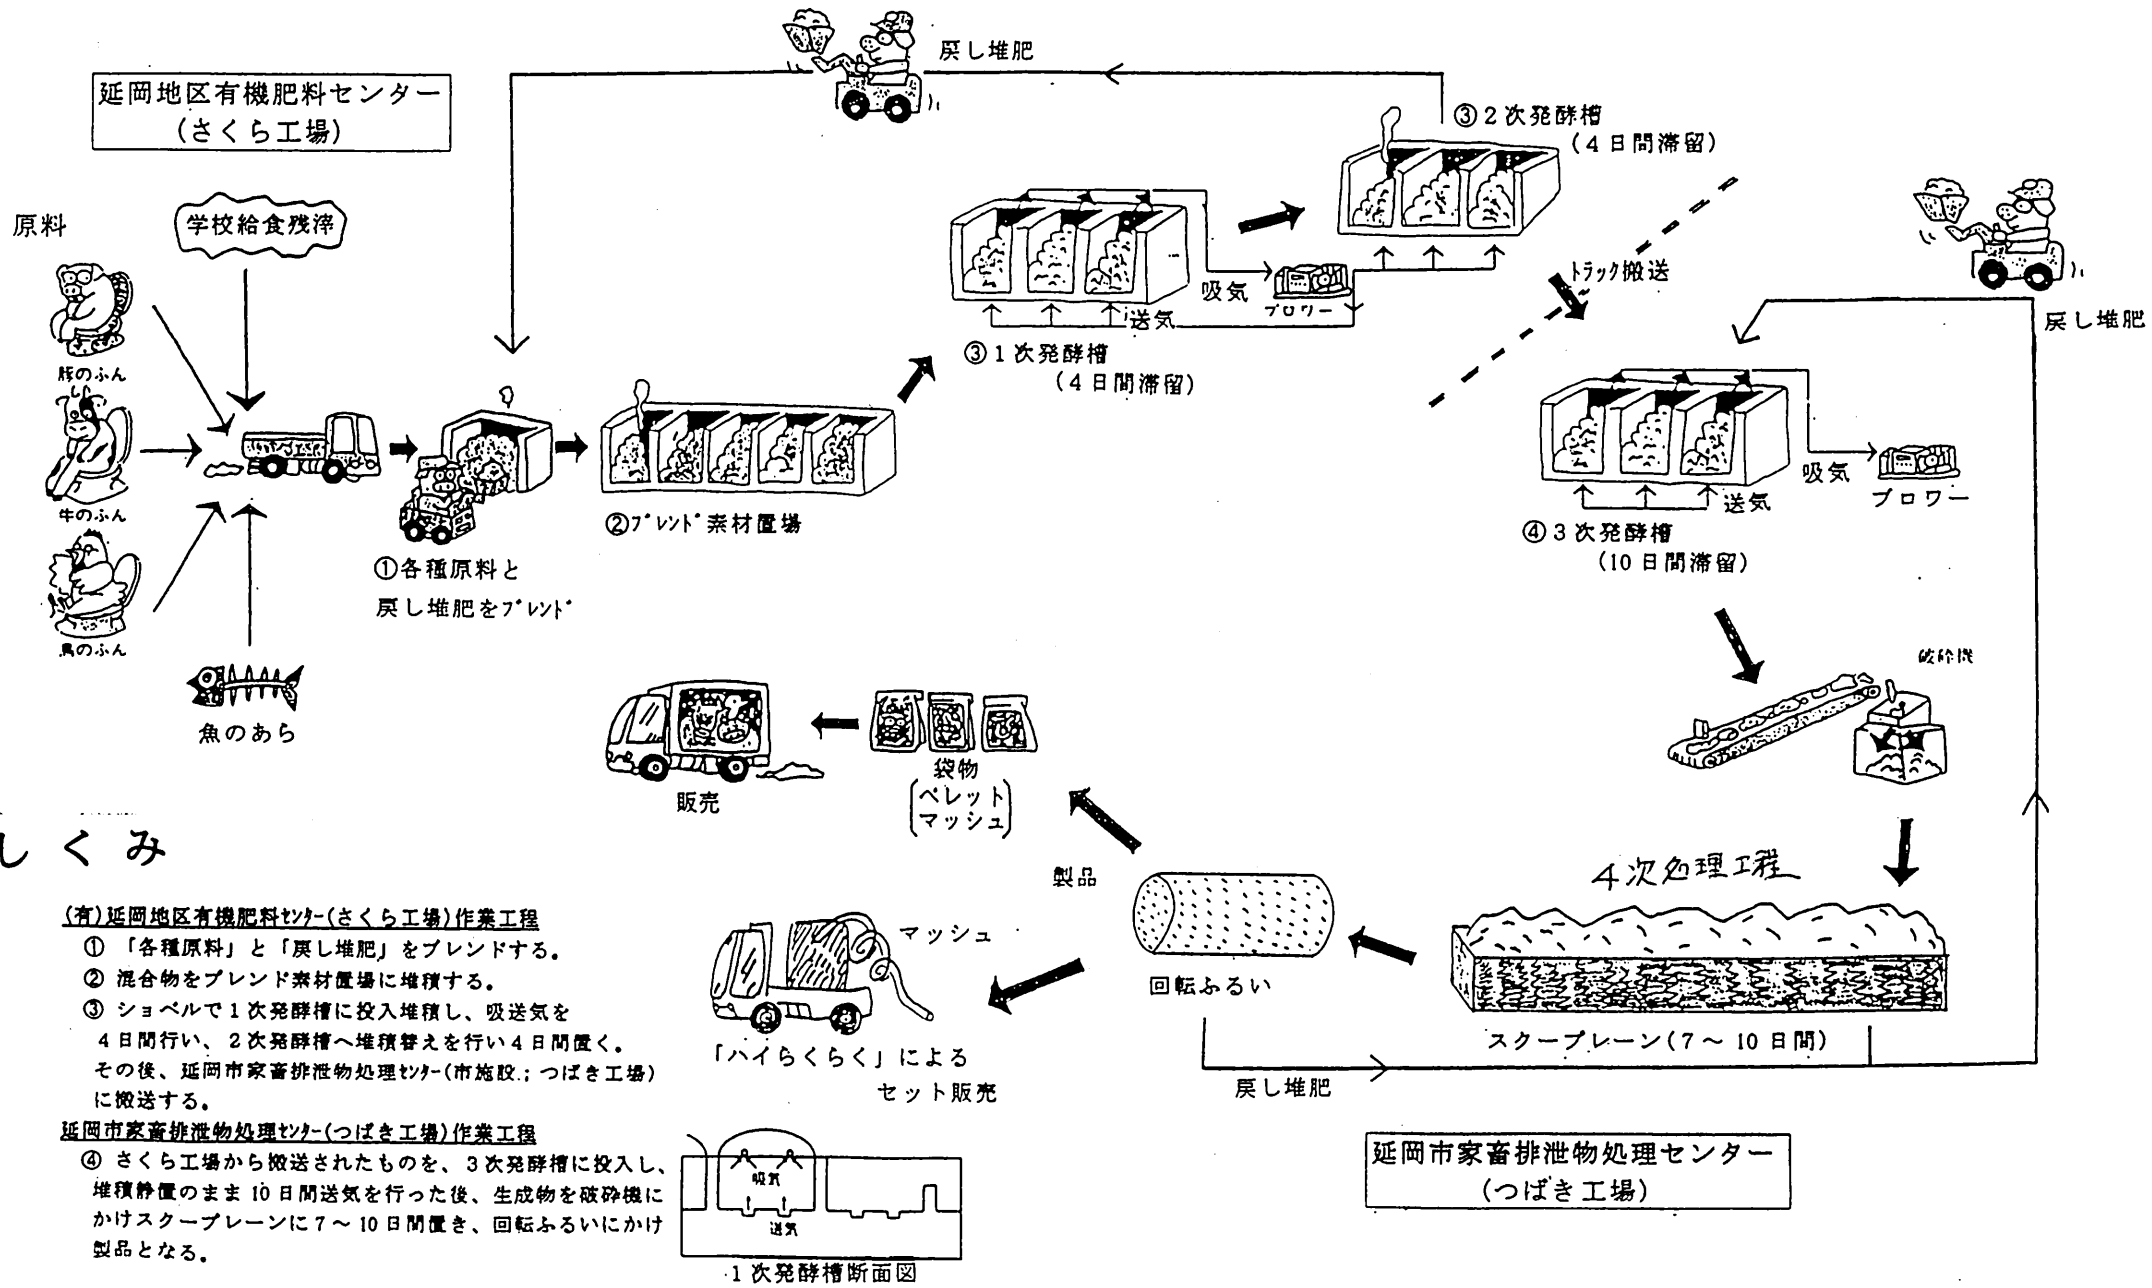 延岡地区有機肥料センター
(さくら工場)
戻し堆肥
③2次発酵槽
(4日間滞留)
原料
学校給食残滓
豚のふん
牛のふん
鳥のふん
魚のあら
①各種原料と
戻し堆肥をブレンド
②ブレンド素材置場
吸気
ブロワー
送気
③1次発酵槽
(4日間滞留)
トラック搬送
戻し堆肥
吸気
ブロワー
送気
④3次発酵槽
(10日間滞留)
破砕機
4次処理工程
スクープレーン(7～10日間)
回転ふるい
戻し堆肥
製品
袋物
ペレット
マッシュ
販売
マッシュ
「ハイらくらく」による
セット販売
延岡市家畜排泄物処理センター
(つばき工場)
しくみ
(有)延岡地区有機肥料センター(さくら工場)作業工程
① 「各種原料」と「戻し堆肥」をブレンドする。
② 混合物をブレンド素材置場に堆積する。
③ ショベルで1次発酵槽に投入堆積し、吸送気を
4日間行い、2次発酵槽へ堆積替えを行い4日間置く。
その後、延岡市家畜排泄物処理センター(市施設；つばき工場)
に搬送する。
延岡市家畜排泄物処理センター(つばき工場)作業工程
④ さくら工場から搬送されたものを、3次発酵槽に投入し、
堆積静置のまま10日間送気を行った後、生成物を破砕機に
かけスクープレーンに7～10日間置き、回転ふるいにかけ
製品となる。
吸気
送気
1次発酵槽断面図